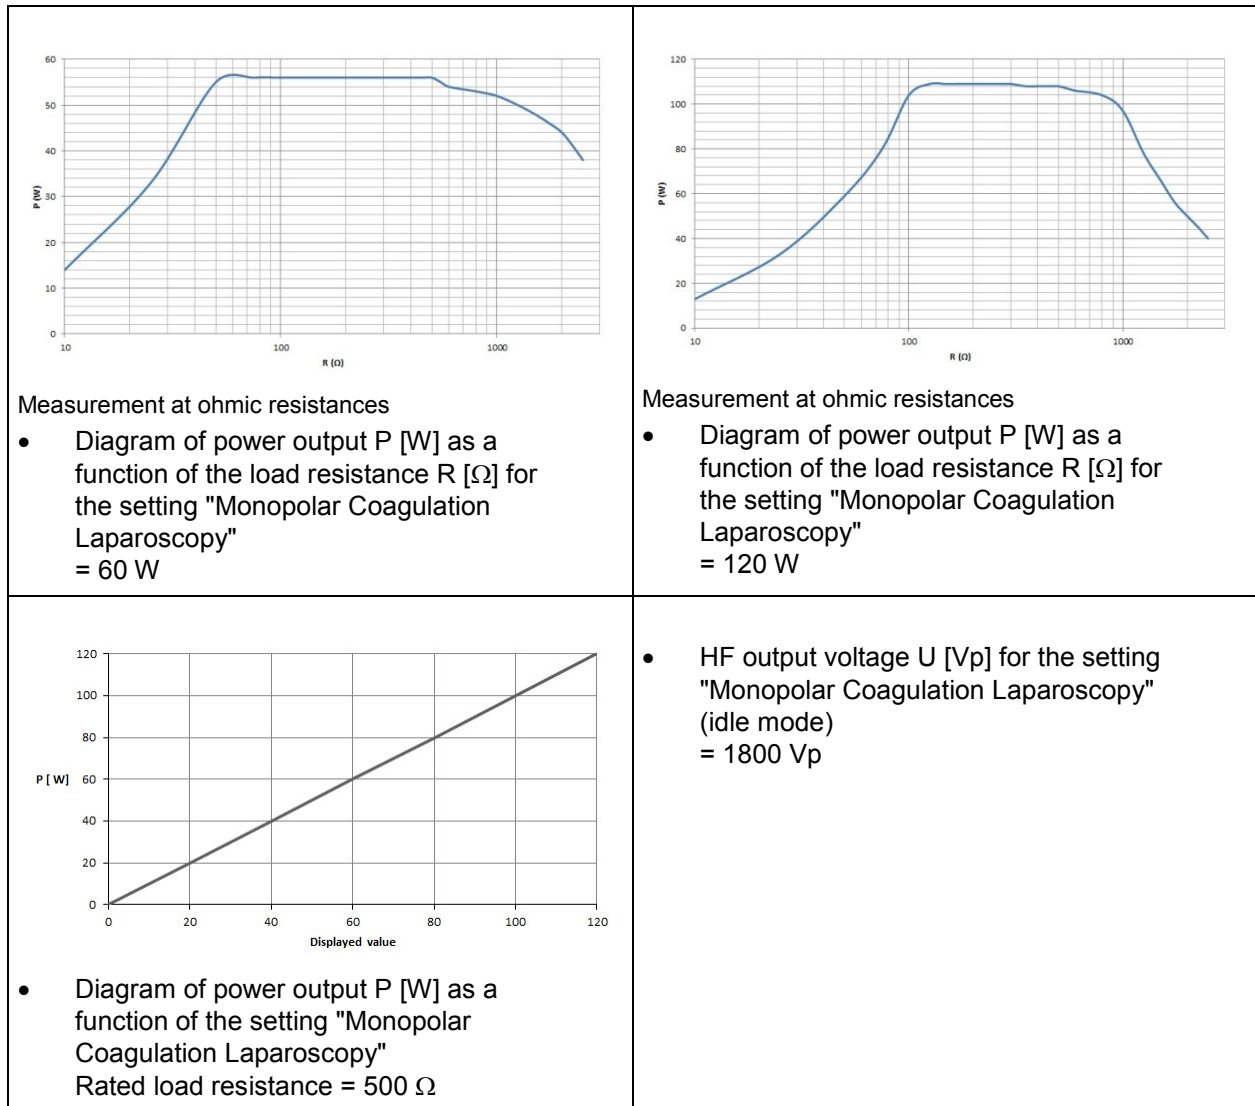 60
50
40
30
20
10
0
P (W)
10
100
1000
R (Ω)
Measurement at ohmic resistances
• Diagram of power output P [W] as a
function of the load resistance R [Ω] for
the setting "Monopolar Coagulation
Laparoscopy"
= 60 W
120
100
80
60
40
20
0
P (W)
10
100
1000
R (Ω)
Measurement at ohmic resistances
• Diagram of power output P [W] as a
function of the load resistance R [Ω] for
the setting "Monopolar Coagulation
Laparoscopy"
= 120 W
120
100
80
P [ W] 60
40
20
0
0 20 40 60 80 100 120
Displayed value
• Diagram of power output P [W] as a
function of the setting "Monopolar
Coagulation Laparoscopy"
Rated load resistance = 500 Ω
• HF output voltage U [Vp] for the setting
"Monopolar Coagulation Laparoscopy"
(idle mode)
= 1800 Vp